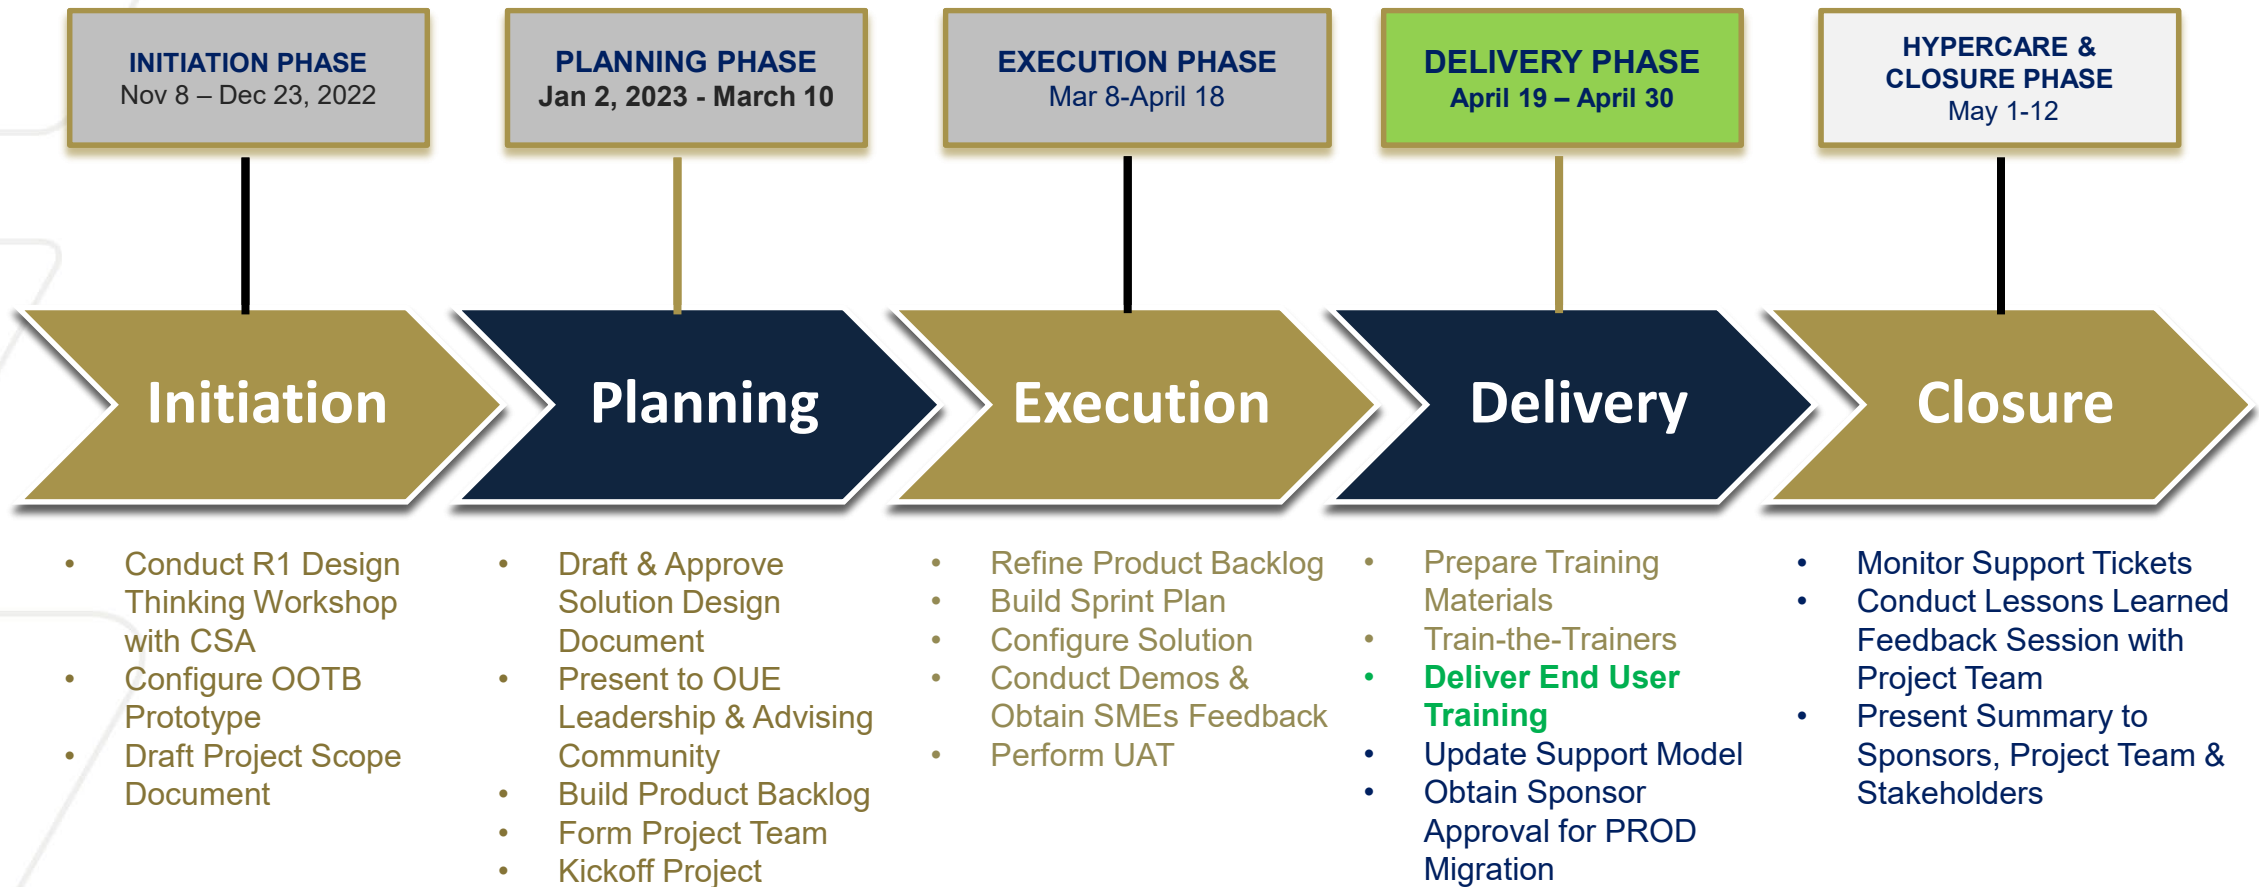 INITIATION PHASE
Nov 8 – Dec 23, 2022
PLANNING PHASE
Jan 2, 2023 - March 10
EXECUTION PHASE
Mar 8-April 18
DELIVERY PHASE
April 19 – April 30
HYPERCARE &
CLOSURE PHASE
May 1-12
Initiation
Planning
Execution
Delivery
Closure
• Conduct R1 Design
Thinking Workshop
with CSA
• Configure OOTB
Prototype
• Draft Project Scope
Document
• Draft & Approve
Solution Design
Document
• Present to OUE
Leadership & Advising
Community
• Build Product Backlog
• Form Project Team
• Kickoff Project
• Refine Product Backlog
• Build Sprint Plan
• Configure Solution
• Conduct Demos &
Obtain SMEs Feedback
• Perform UAT
• Prepare Training
Materials
• Train-the-Trainers
• Deliver End User
Training
• Update Support Model
• Obtain Sponsor
Approval for PROD
Migration
• Monitor Support Tickets
• Conduct Lessons Learned
Feedback Session with
Project Team
• Present Summary to
Sponsors, Project Team &
Stakeholders